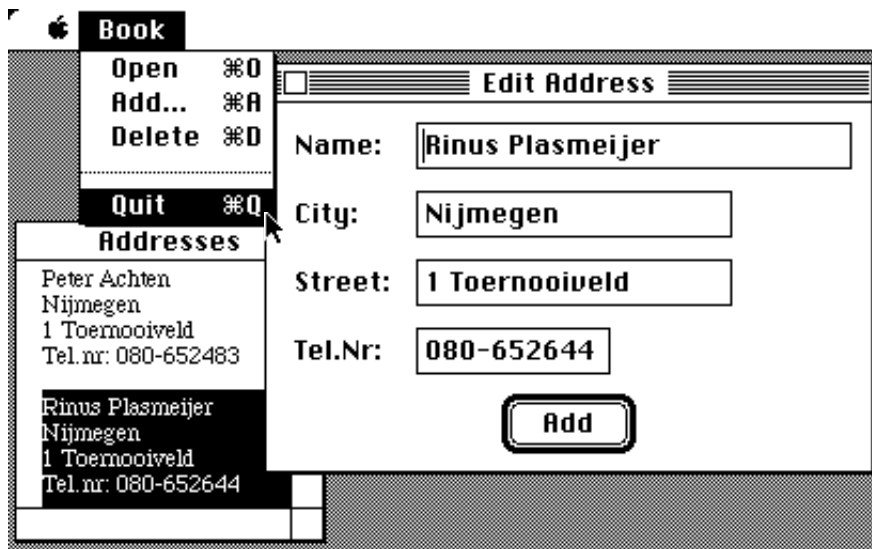 Book
Open ⌘O
Add... ⌘A
Delete ⌘D
Quit ⌘Q
Edit Address
Name: Rinus Plasmeijer
City: Nijmegen
Street: 1 Toernooiveld
Tel.Nr: 080-652644
Add
Addresses
Peter Achten
Nijmegen
1 Toernooiveld
Tel.nr: 080-652483
Rinus Plasmeijer
Nijmegen
1 Toernooiveld
Tel.nr: 080-652644